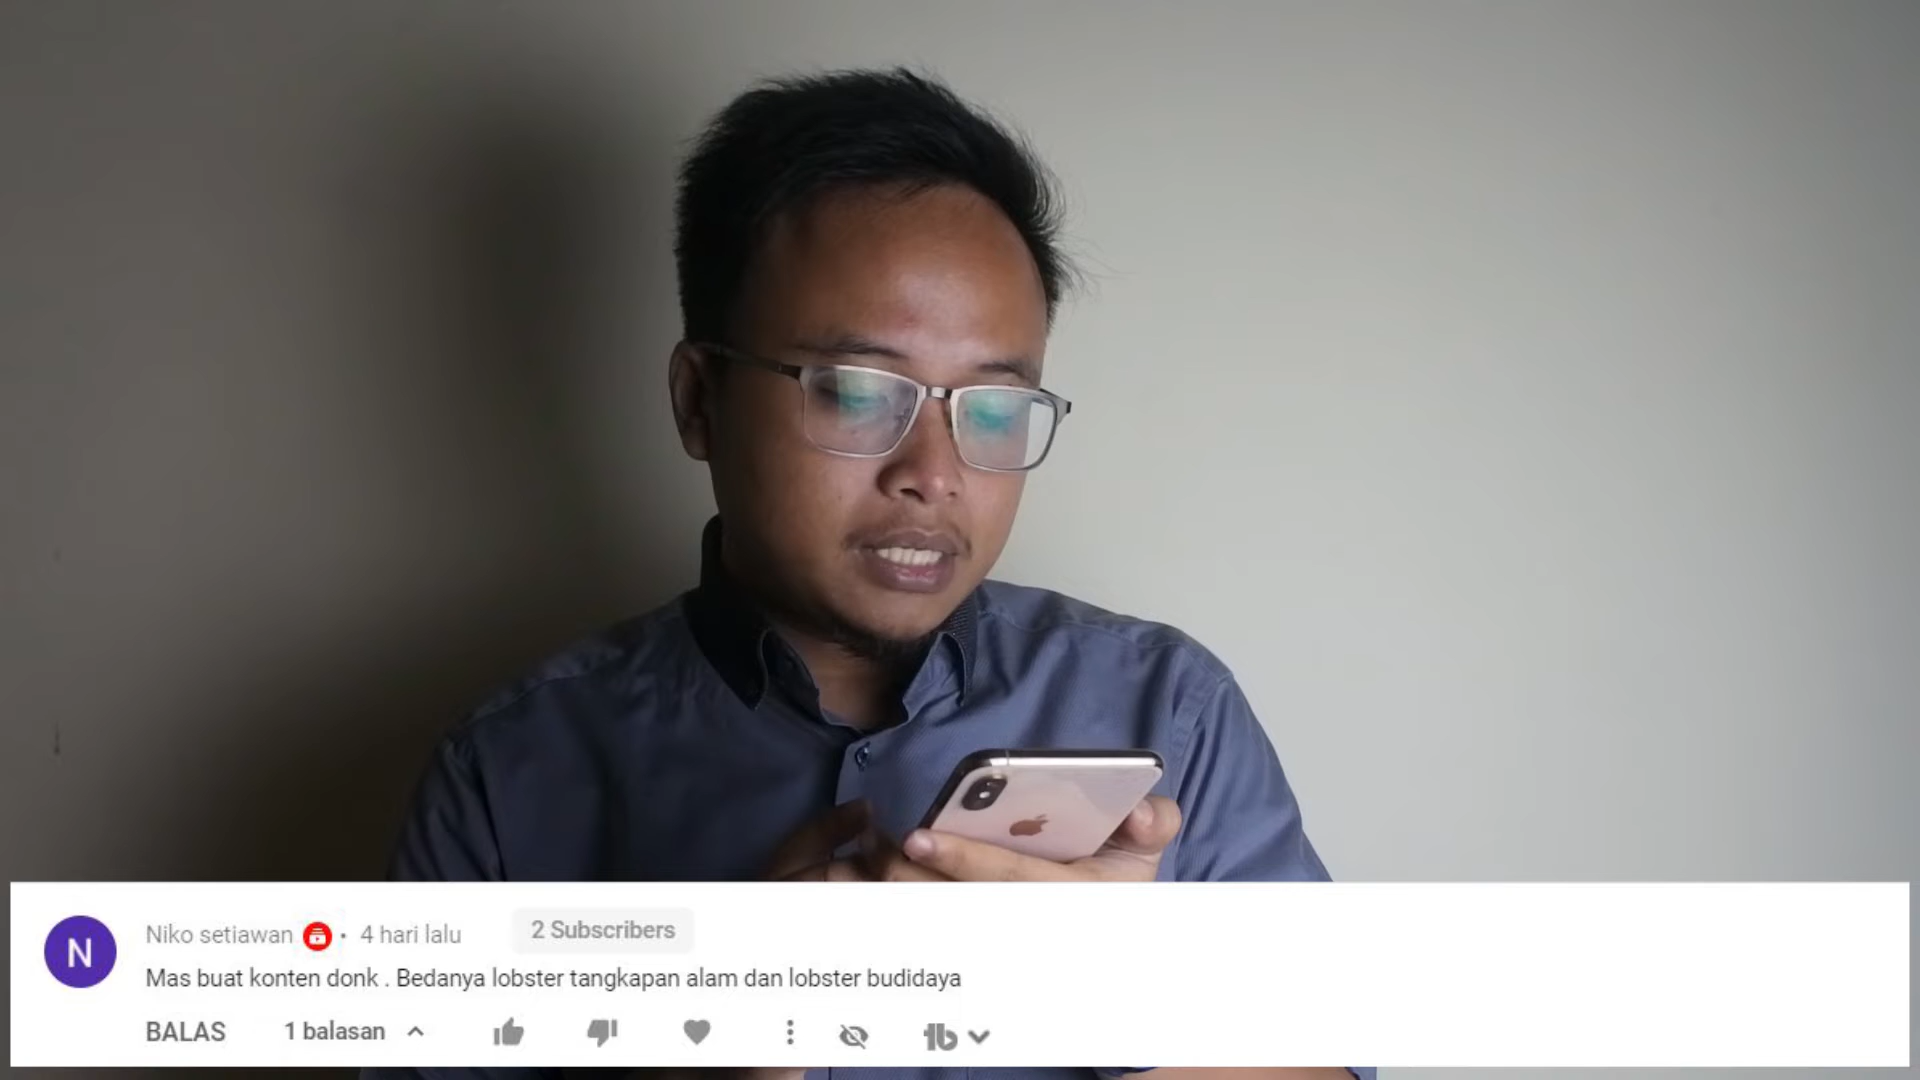 N
Niko setiawan • 4 hari lalu 2 Subscribers
Mas buat konten donk . Bedanya lobster tangkapan alam dan lobster budidaya
BALAS 1 balasan